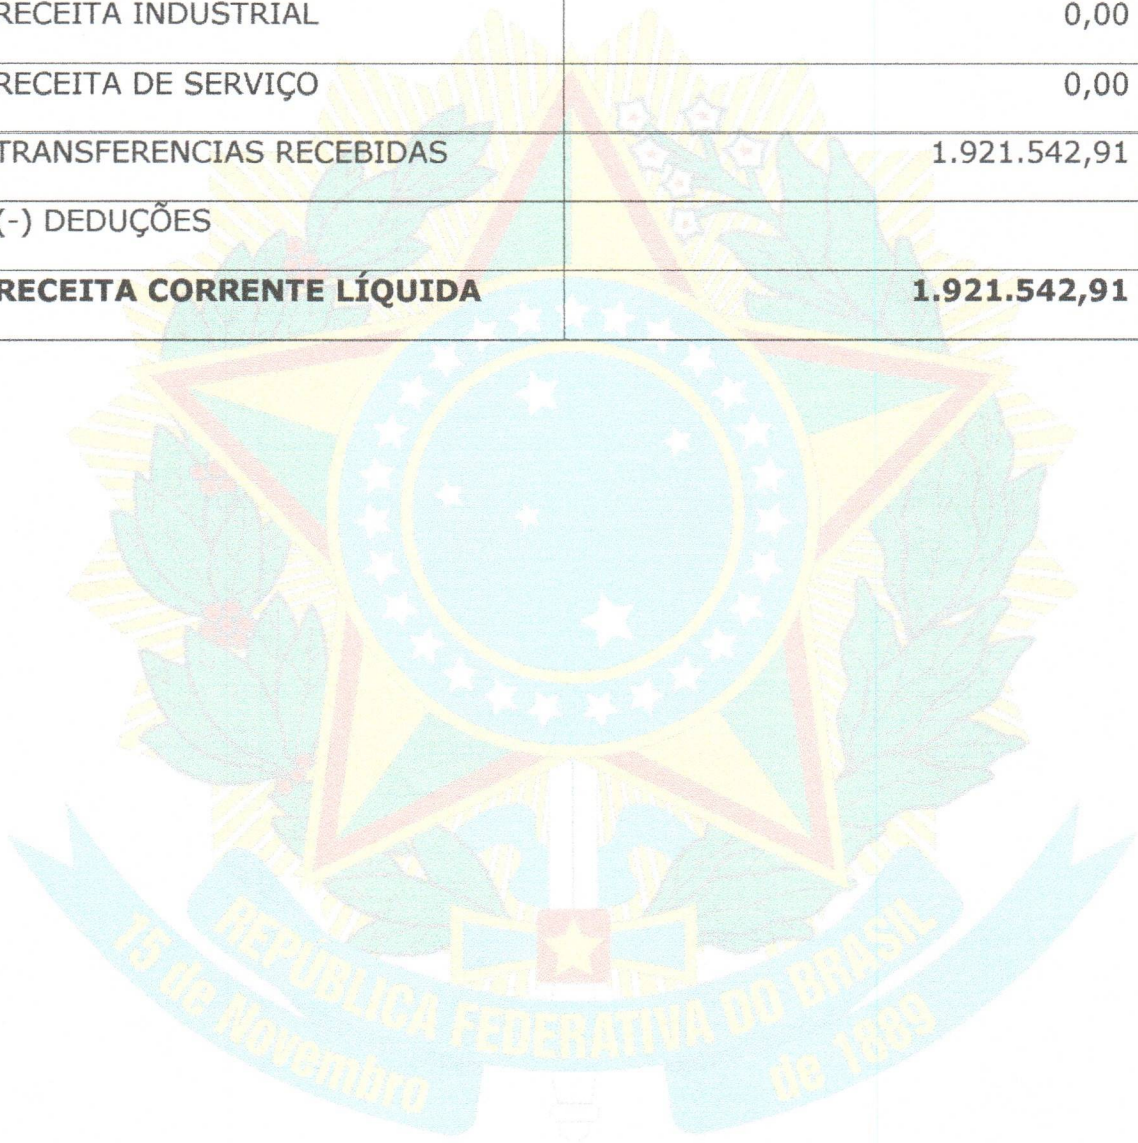 RECEITA INDUSTRIAL 0,00
RECEITA DE SERVIÇO 0,00
TRANSFERENCIAS RECEBIDAS 1.921.542,91
(-) DEDUÇÕES
RECEITA CORRENTE LÍQUIDA 1.921.542,91
REPÚBLICA FEDERATIVA DO BRASIL
15 de Novembro de 1889